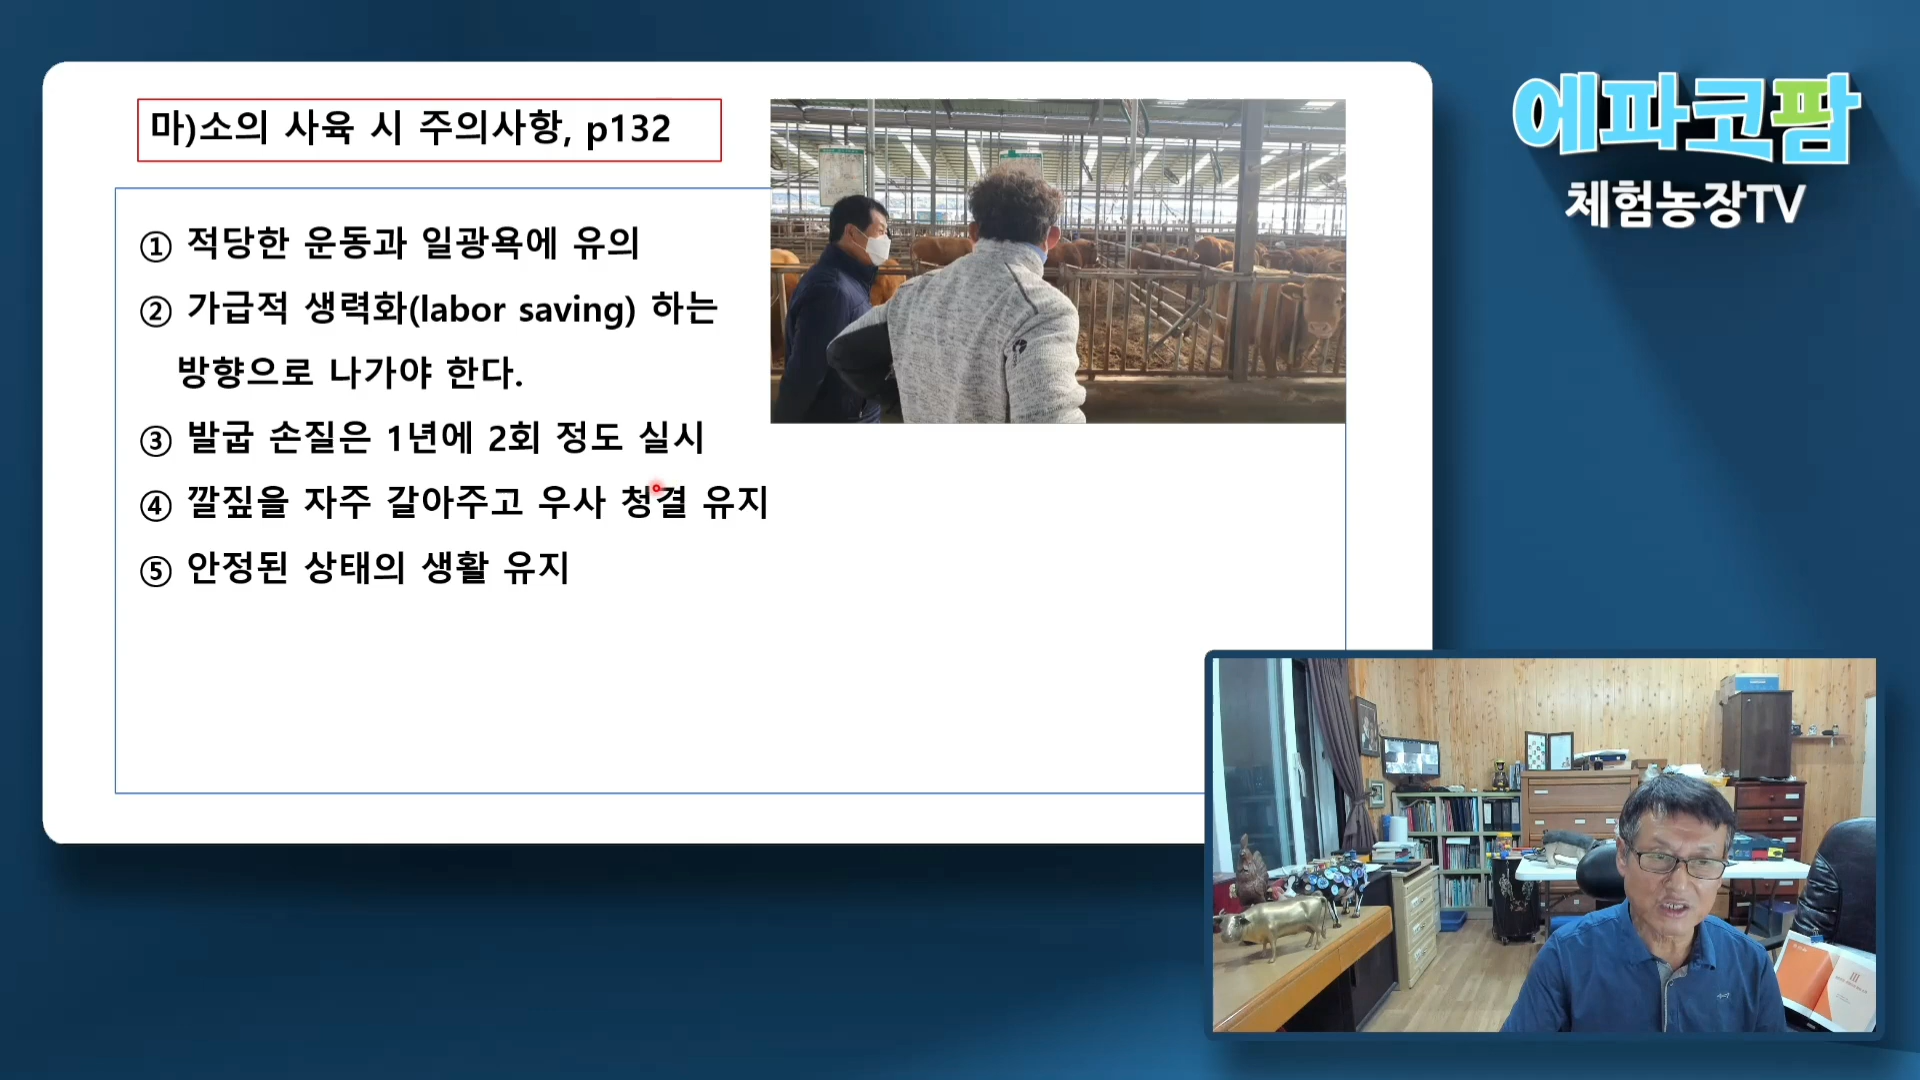 마)소의 사육 시 주의사항, p132
① 적당한 운동과 일광욕에 유의
② 가급적 생력화(labor saving) 하는
방향으로 나가야 한다.
③ 발굽 손질은 1년에 2회 정도 실시
④ 깔짚을 자주 갈아주고 우사 청결 유지
⑤ 안정된 상태의 생활 유지
에파코팜
체험농장TV